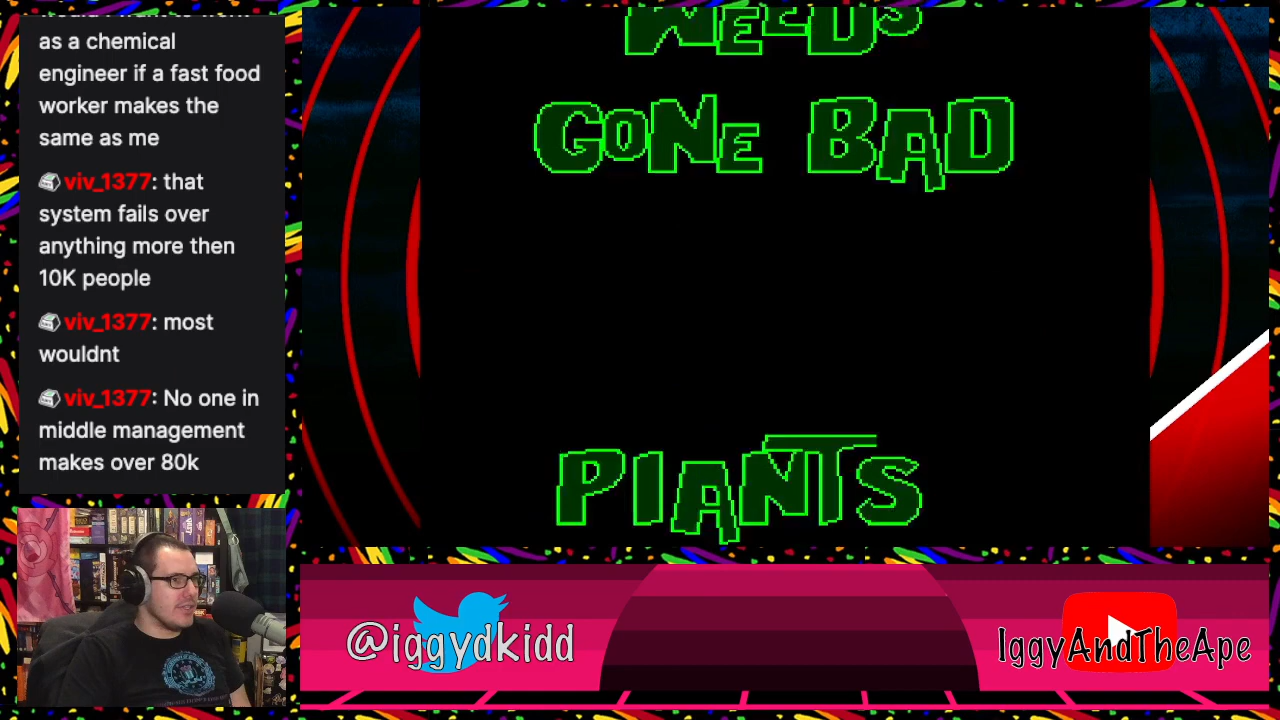 as a chemical
engineer if a fast food
worker makes the
same as me
viv_1377: that
system fails over
anything more then
10K people
viv_1377: most
wouldnt
viv_1377: No one in
middle management
makes over 80k
WEEDS
GONE BAD
PlANTS
@iggydkidd
IggyAndTheApe